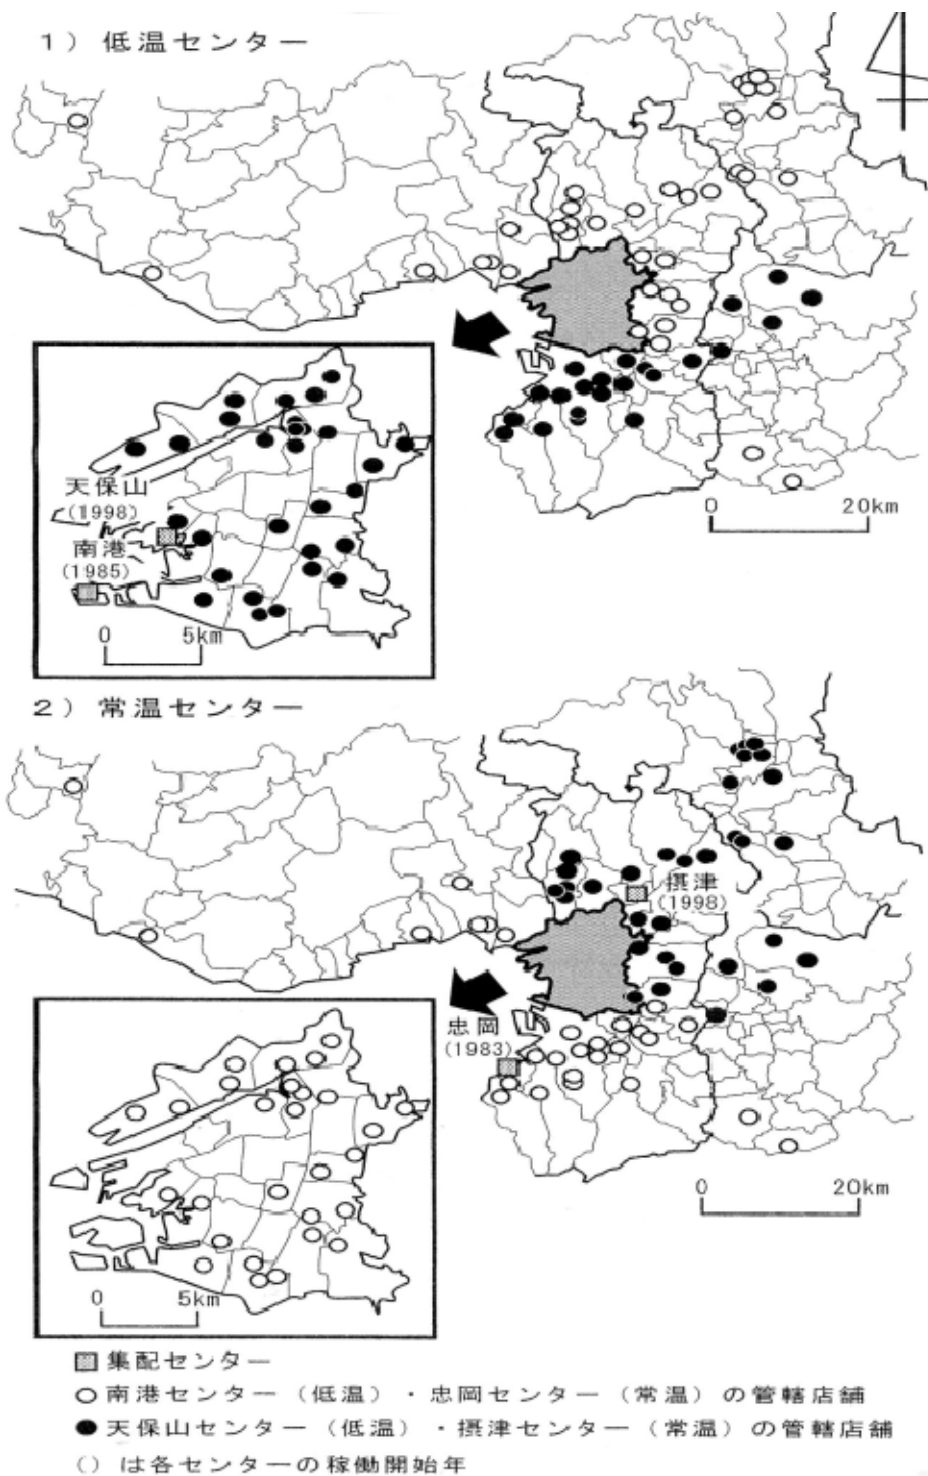 1) 低温センター
天保山
(1998)
南港
(1985)
0 5km
0 20km
2) 常温センター
摂津
(1998)
忠岡
(1983)
0 5km
0 20km
集配センター
南港センター (低温) ・忠岡センター (常温) の管轄店舗
天保山センター (低温) ・摂津センター (常温) の管轄店舗
() は各センターの稼働開始年